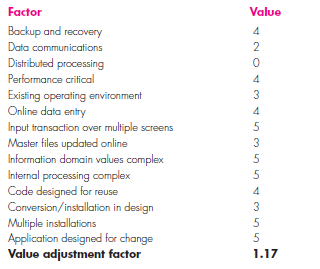 Factor Value
Backup and recovery 4
Data communications 2
Distributed processing 0
Performance critical 4
Existing operating environment 3
Online data entry 4
Input transaction over multiple screens 5
Master files updated online 3
Information domain values complex 5
Internal processing complex 5
Code designed for reuse 4
Conversion/installation in design 3
Multiple installations 5
Application designed for change 5
Value adjustment factor 1.17